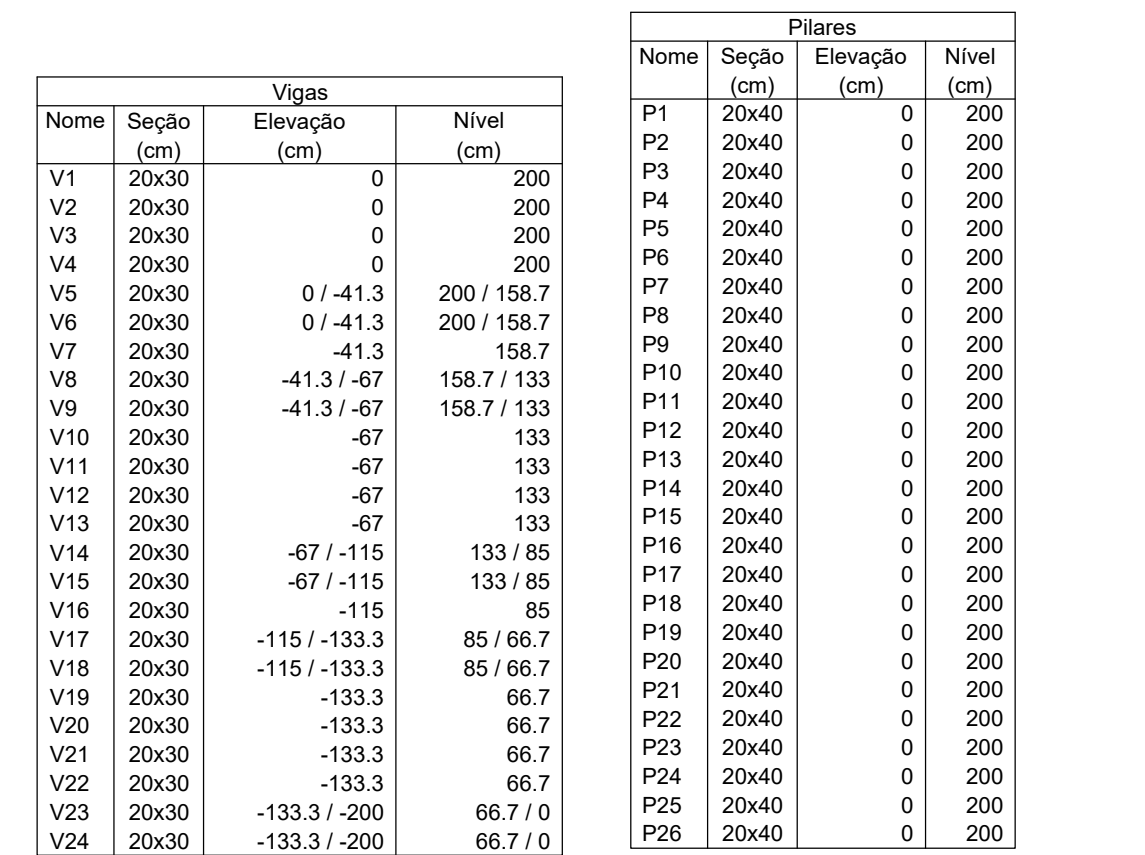 Vigas
Nome Seção Elevação Nível
(cm) (cm) (cm)
V1 20x30 0 200
V2 20x30 0 200
V3 20x30 0 200
V4 20x30 0 200
V5 20x30 0 / -41.3 200 / 158.7
V6 20x30 0 / -41.3 200 / 158.7
V7 20x30 -41.3 158.7
V8 20x30 -41.3 / -67 158.7 / 133
V9 20x30 -41.3 / -67 158.7 / 133
V10 20x30 -67 133
V11 20x30 -67 133
V12 20x30 -67 133
V13 20x30 -67 133
V14 20x30 -67 / -115 133 / 85
V15 20x30 -67 / -115 133 / 85
V16 20x30 -115 85
V17 20x30 -115 / -133.3 85 / 66.7
V18 20x30 -115 / -133.3 85 / 66.7
V19 20x30 -133.3 66.7
V20 20x30 -133.3 66.7
V21 20x30 -133.3 66.7
V22 20x30 -133.3 66.7
V23 20x30 -133.3 / -200 66.7 / 0
V24 20x30 -133.3 / -200 66.7 / 0
Pilares
Nome Seção Elevação Nível
(cm) (cm) (cm)
P1 20x40 0 200
P2 20x40 0 200
P3 20x40 0 200
P4 20x40 0 200
P5 20x40 0 200
P6 20x40 0 200
P7 20x40 0 200
P8 20x40 0 200
P9 20x40 0 200
P10 20x40 0 200
P11 20x40 0 200
P12 20x40 0 200
P13 20x40 0 200
P14 20x40 0 200
P15 20x40 0 200
P16 20x40 0 200
P17 20x40 0 200
P18 20x40 0 200
P19 20x40 0 200
P20 20x40 0 200
P21 20x40 0 200
P22 20x40 0 200
P23 20x40 0 200
P24 20x40 0 200
P25 20x40 0 200
P26 20x40 0 200